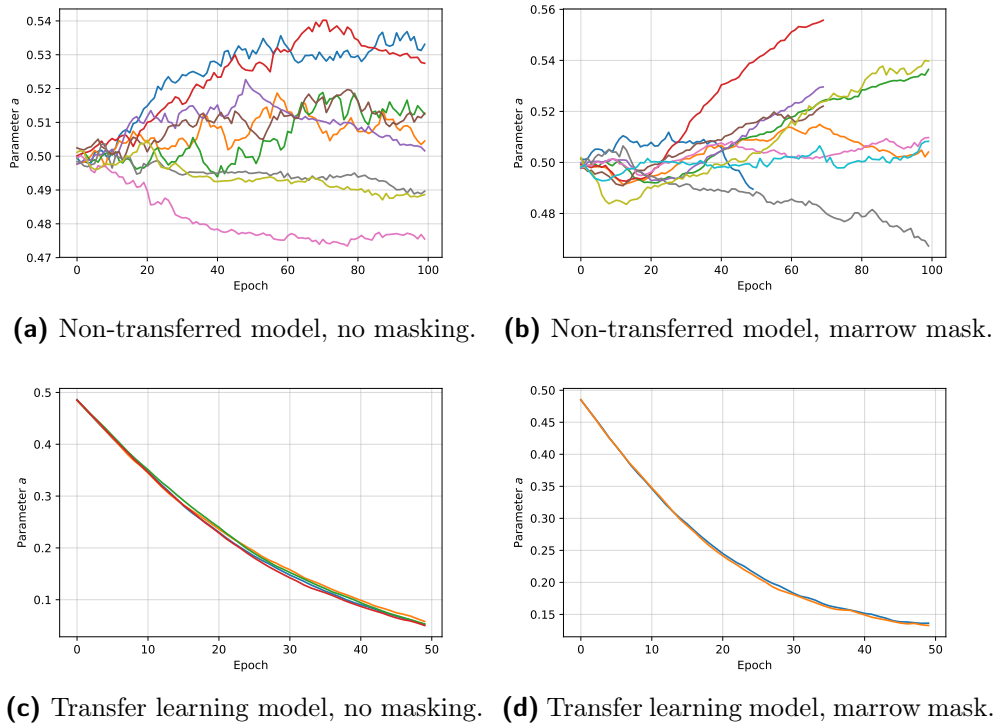 0.54
0.53
0.52
0.51
0.50
0.49
0.48
0.47
Parameter a
0 20 40 60 80 100
Epoch
(a) Non-transferred model, no masking.
0.56
0.54
0.52
0.50
0.48
Parameter a
0 20 40 60 80 100
Epoch
(b) Non-transferred model, marrow mask.
0.5
0.4
0.3
0.2
0.1
Parameter a
0 10 20 30 40 50
Epoch
(c) Transfer learning model, no masking.
0.50
0.45
0.40
0.35
0.30
0.25
0.20
0.15
Parameter a
0 10 20 30 40 50
Epoch
(d) Transfer learning model, marrow mask.